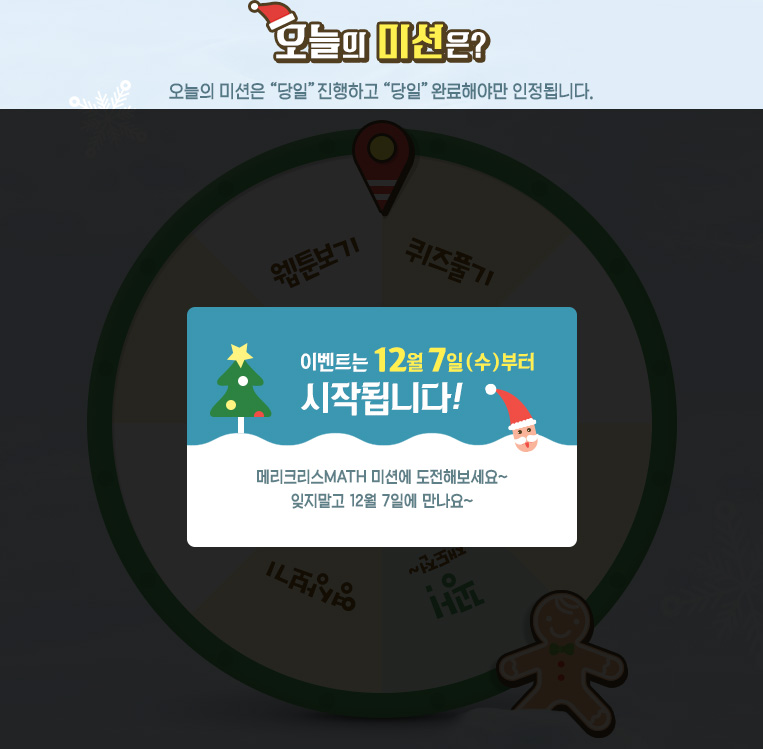 오늘의 미션은?
오늘의 미션은 “당일” 진행하고 “당일” 완료해야만 인정됩니다.
웹툰보기
퀴즈풀기
이벤트는 12월 7일(수)부터
시작됩니다!
메리크리스MATH 미션에 도전해보세요~
잊지말고 12월 7일에 만나요~
영상보기